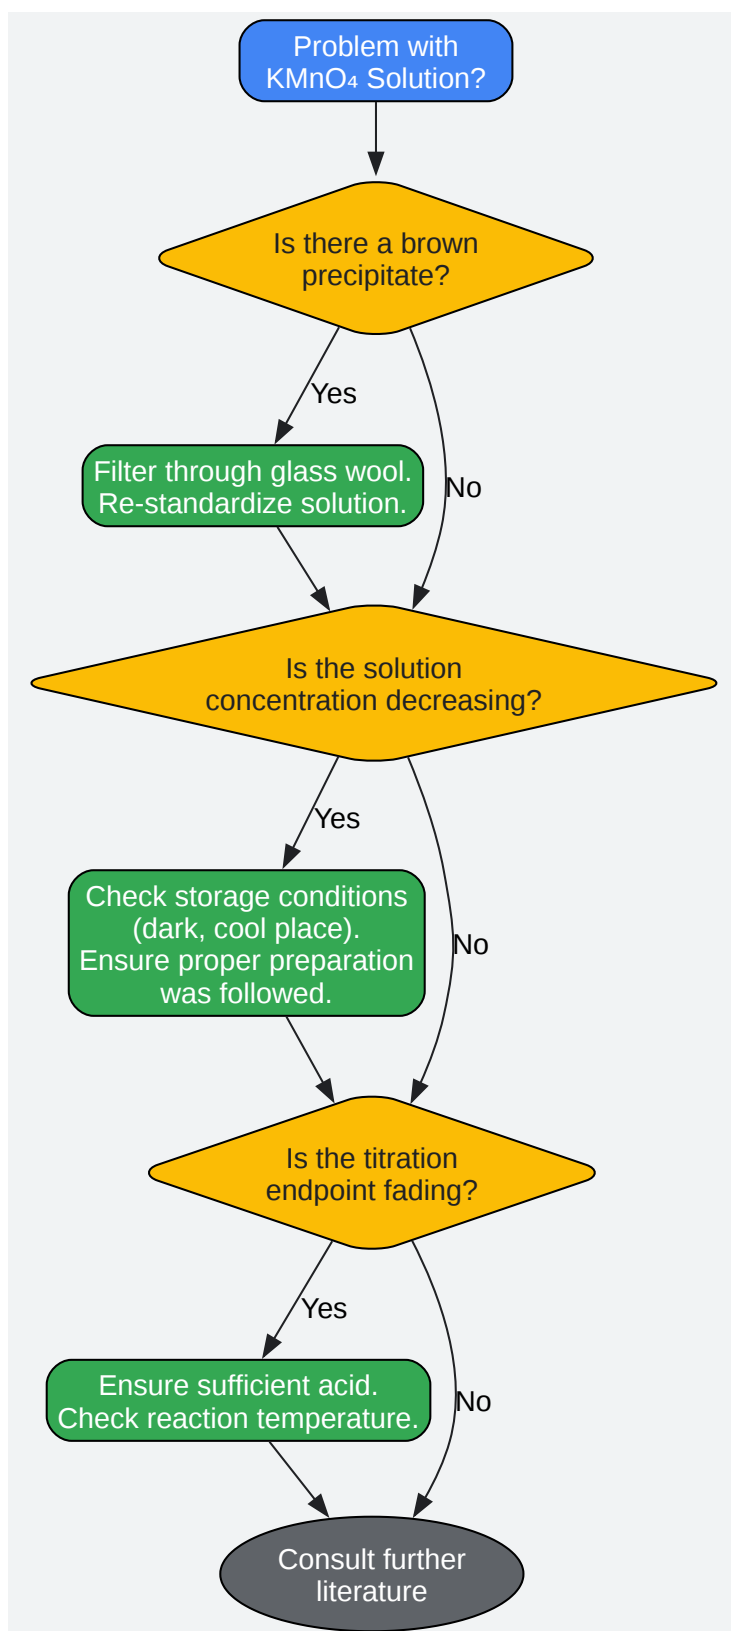 Problem with
KMnO₄ Solution?
Is there a brown
precipitate?
Yes
Filter through glass wool.
Re-standardize solution.
No
Is the solution
concentration decreasing?
Yes
Check storage conditions
(dark, cool place).
Ensure proper preparation
was followed.
No
Is the titration
endpoint fading?
Yes
Ensure sufficient acid.
Check reaction temperature.
No
Consult further
literature